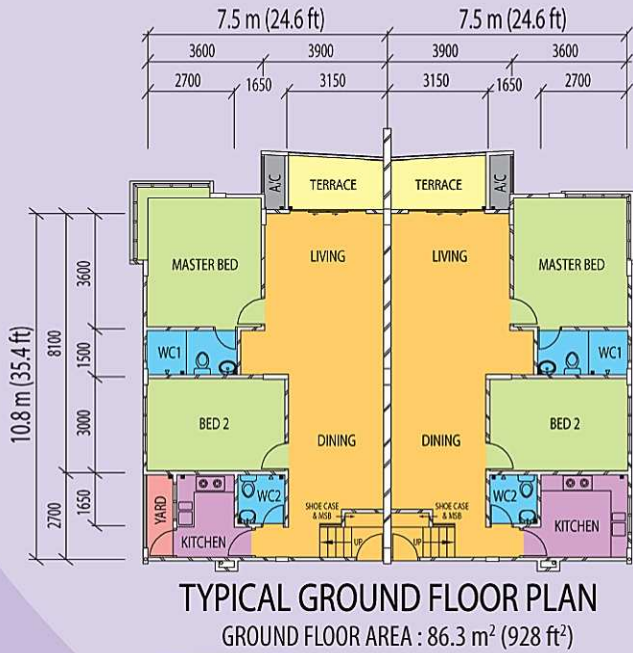 7.5 m (24.6 ft) 7.5 m (24.6 ft)
3600 3900 3900 3600
2700 1650 3150 3150 1650 2700
A/C TERRACE TERRACE A/C
MASTER BED LIVING LIVING MASTER BED
10.8 m (35.4 ft)
8100
2700
3600
1500
3000
1650
WC1 WC1
BED 2 DINING DINING BED 2
YARD WC2 SHOE CASE SHOE CASE WC2
& MSB & MSB
KITCHEN UP UP KITCHEN
TYPICAL GROUND FLOOR PLAN
GROUND FLOOR AREA : 86.3 m² (928 ft²)